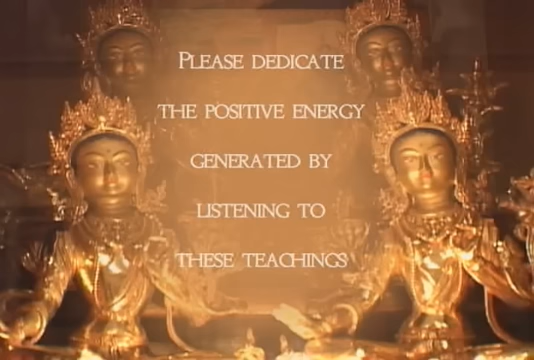 PLEASE DEDICATE
THE POSITIVE ENERGY
GENERATED BY
LISTENING TO
THESE TEACHINGS